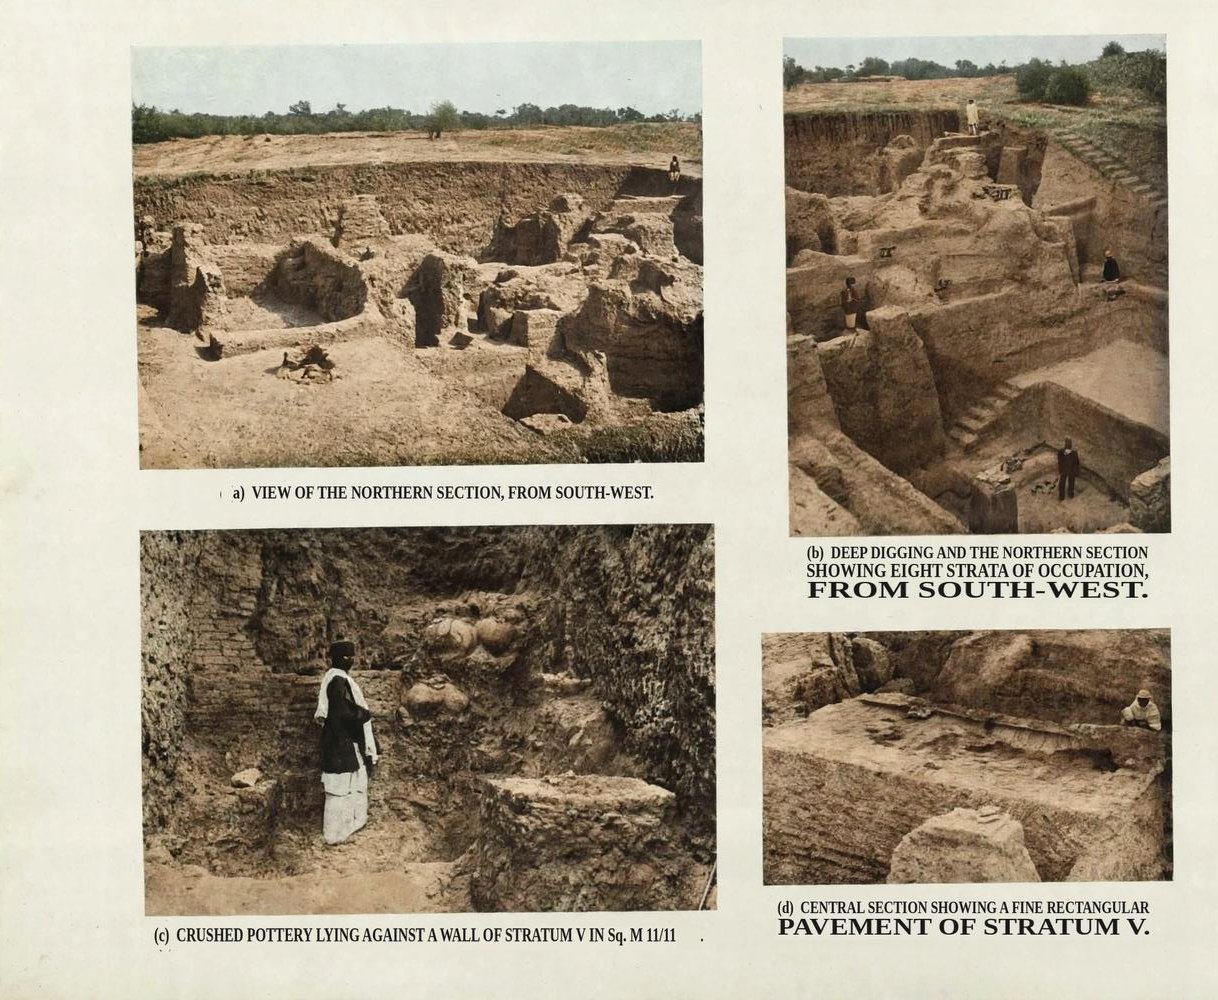 a) VIEW OF THE NORTHERN SECTION, FROM SOUTH-WEST.
(b) DEEP DIGGING AND THE NORTHERN SECTION
SHOWING EIGHT STRATA OF OCCUPATION,
FROM SOUTH-WEST.
(c) CRUSHED POTTERY LYING AGAINST A WALL OF STRATUM V IN Sq. M 11/11
(d) CENTRAL SECTION SHOWING A FINE RECTANGULAR
PAVEMENT OF STRATUM V.